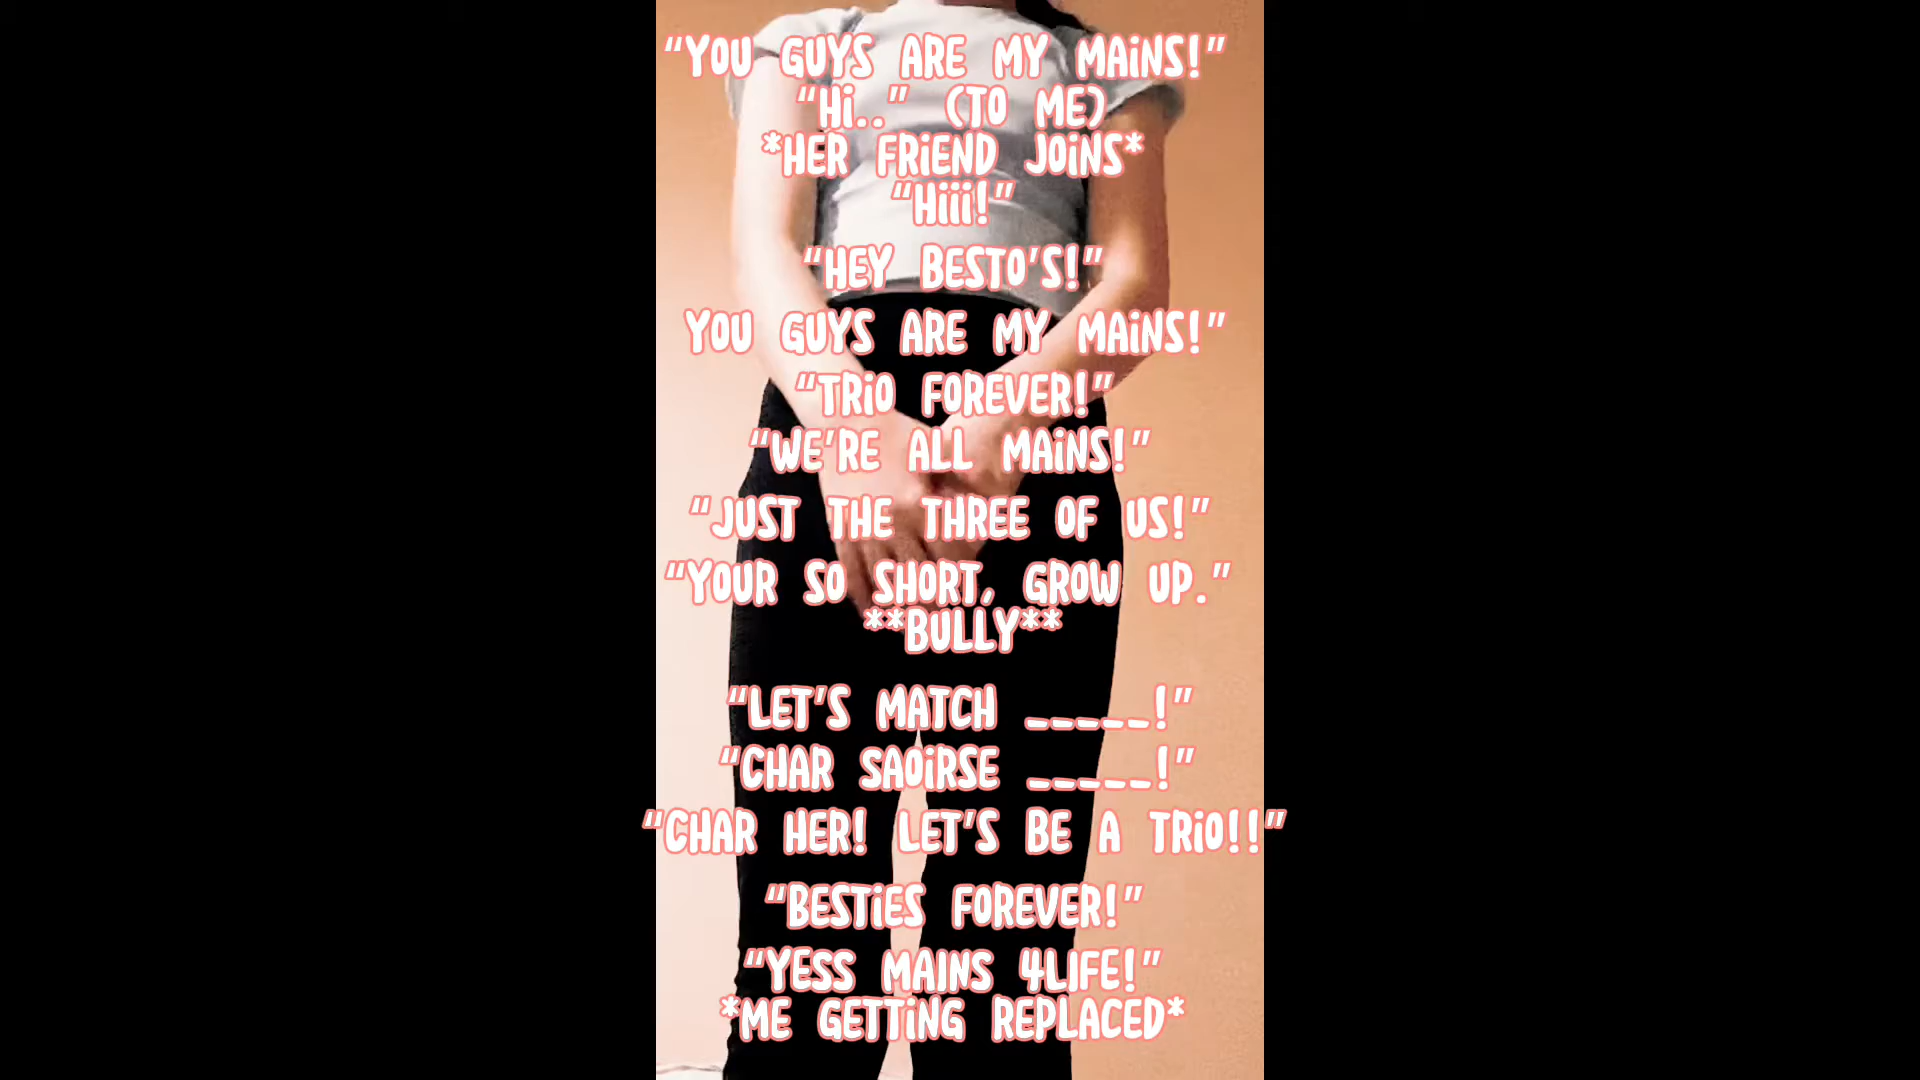 “YOU GUYS ARE MY MAiNS!”
“Hi..” (TO ME)
*HER FRiEND JOiNS*
“Hiii!”
“HEY BESTO'S!”
YOU GUYS ARE MY MAiNS!”
“TRiO FOREVER!”
“WE'RE ALL MAiNS!”
“JUST THE THREE OF US!”
“YOUR SO SHORT, GROW UP.”
**BULLY**
“LET'S MATCH _____!”
“CHAR SAOiRSE _____!”
“CHAR HER! LET'S BE A TRiO!!”
“BESTiES FOREVER!”
“YESS MAINS 4LIFE!”
*ME GETTiNG REPLACED*